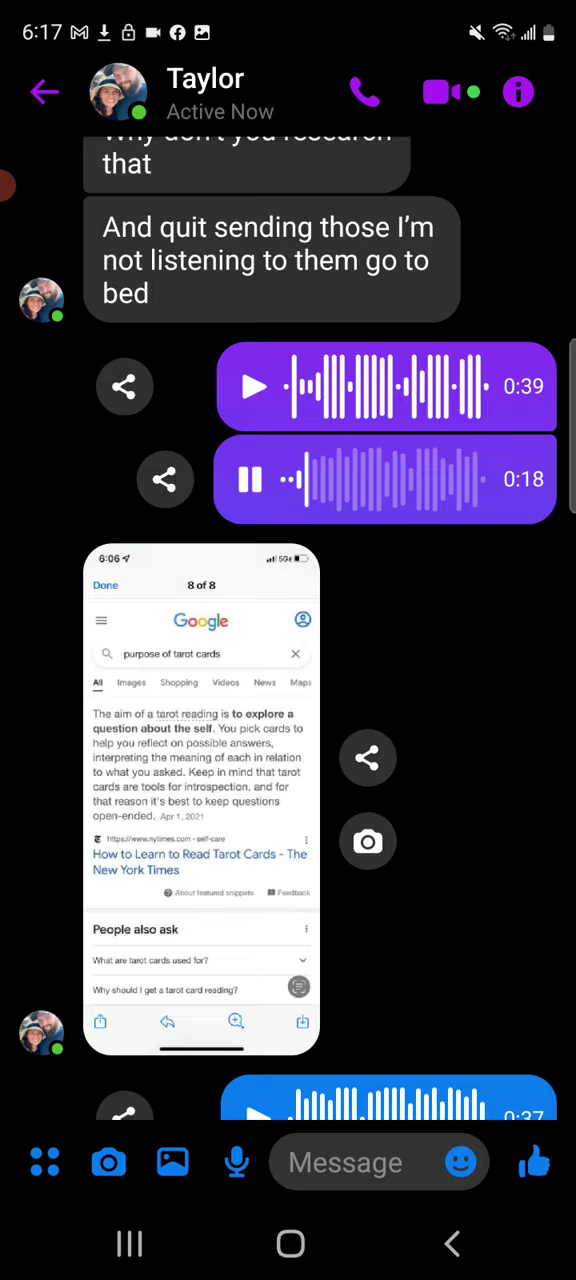 6:17
Taylor
Active Now
Why don't you research
that
And quit sending those I'm
not listening to them go to
bed
0:39
0:18
6:06
5GE
Done
8 of 8
Google
purpose of tarot cards
All Images Shopping Videos News Maps
The aim of a tarot reading is to explore a
question about the self. You pick cards to
help you reflect on possible answers,
interpreting the meaning of each in relation
to what you asked. Keep in mind that tarot
cards are tools for introspection, and for
that reason it's best to keep questions
open-ended. Apr 1, 2021
https://www.nytimes.com › self-care
How to Learn to Read Tarot Cards - The
New York Times
About featured snippets Feedback
People also ask
What are tarot cards used for?
Why should I get a tarot card reading?
0:37
Message